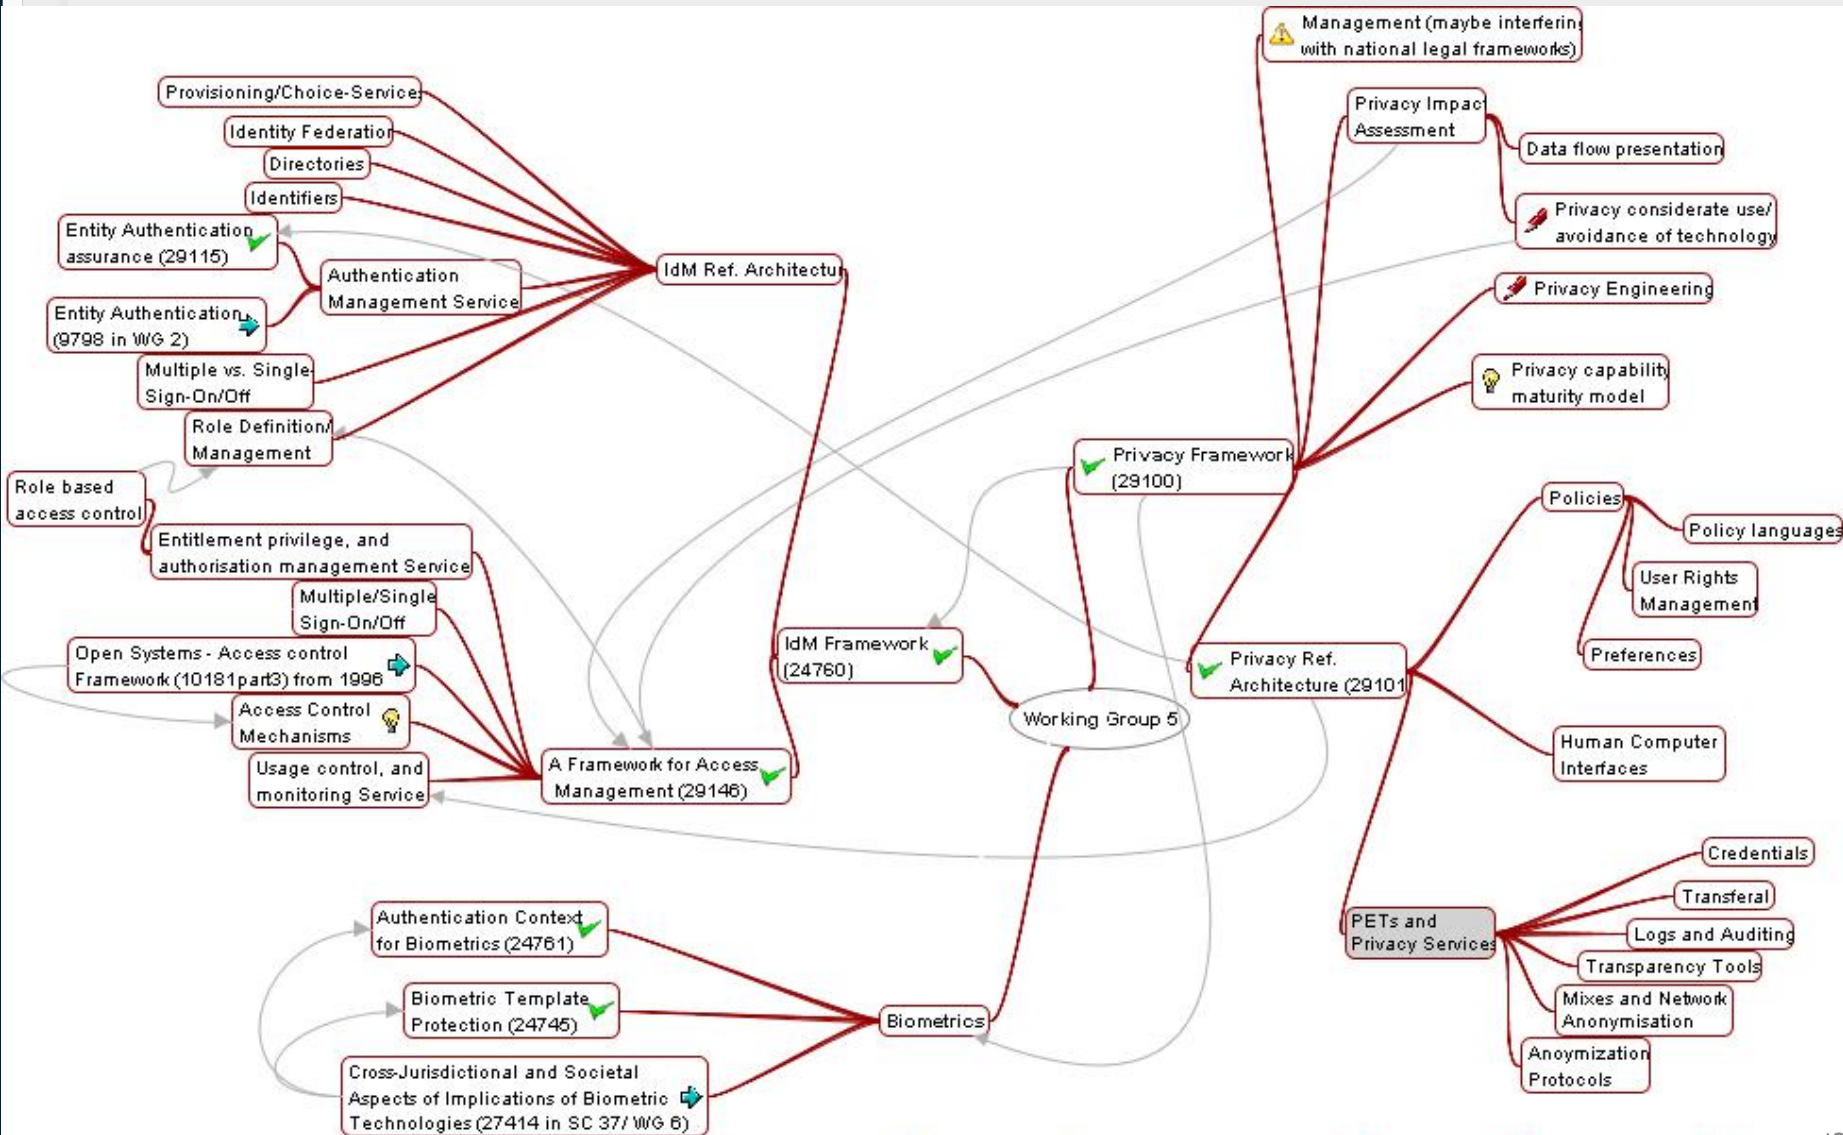 Management (maybe interfering
with national legal frameworks)
Provisioning/Choice-Service
Identity Federation
Directories
Identifiers
Entity Authentication
assurance (29115)
Authentication
Management Service
Entity Authentication
(9798 in WG 2)
Multiple vs. Single-
Sign-On/Off
Role Definition/
Management
IdM Ref. Architectur
Role based
access control
Entitlement privilege, and
authorisation management Service
Multiple/Single
Sign-On/Off
Open Systems - Access control
Framework (10181part3) from 1996
Access Control
Mechanisms
Usage control, and
monitoring Service
A Framework for Access
Management (29146)
IdM Framework
(24760)
Working Group 5
Privacy Framework
(29100)
Privacy Impact
Assessment
Data flow presentation
Privacy considerate use/
avoidance of technology
Privacy Engineering
Privacy capability
maturity model
Privacy Ref.
Architecture (29101
Policies
Policy languages
User Rights
Management
Preferences
Human Computer
Interfaces
PETs and
Privacy Services
Credentials
Transferal
Logs and Auditing
Transparency Tools
Mixes and Network
Anonymisation
Anoymization
Protocols
Authentication Context
for Biometrics (24761)
Biometric Template
Protection (24745)
Cross-Jurisdictional and Societal
Aspects of Implications of Biometric
Technologies (27414 in SC 37/ WG 6)
Biometrics